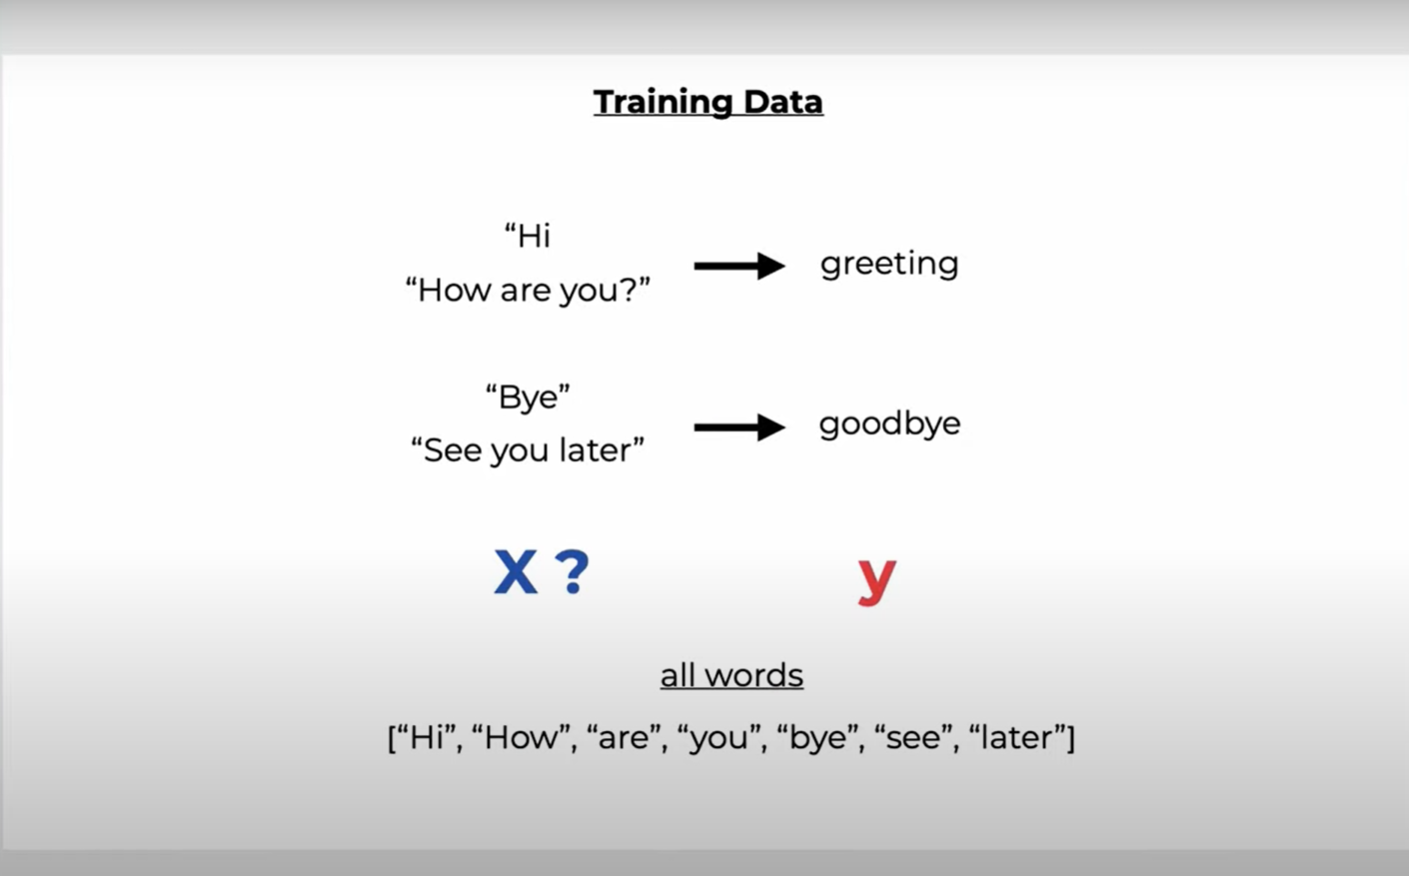 Training Data
“Hi
“How are you?”
greeting
“Bye”
“See you later”
goodbye
X ?
y
all words
[“Hi”, “How”, “are”, “you”, “bye”, “see”, “later”]